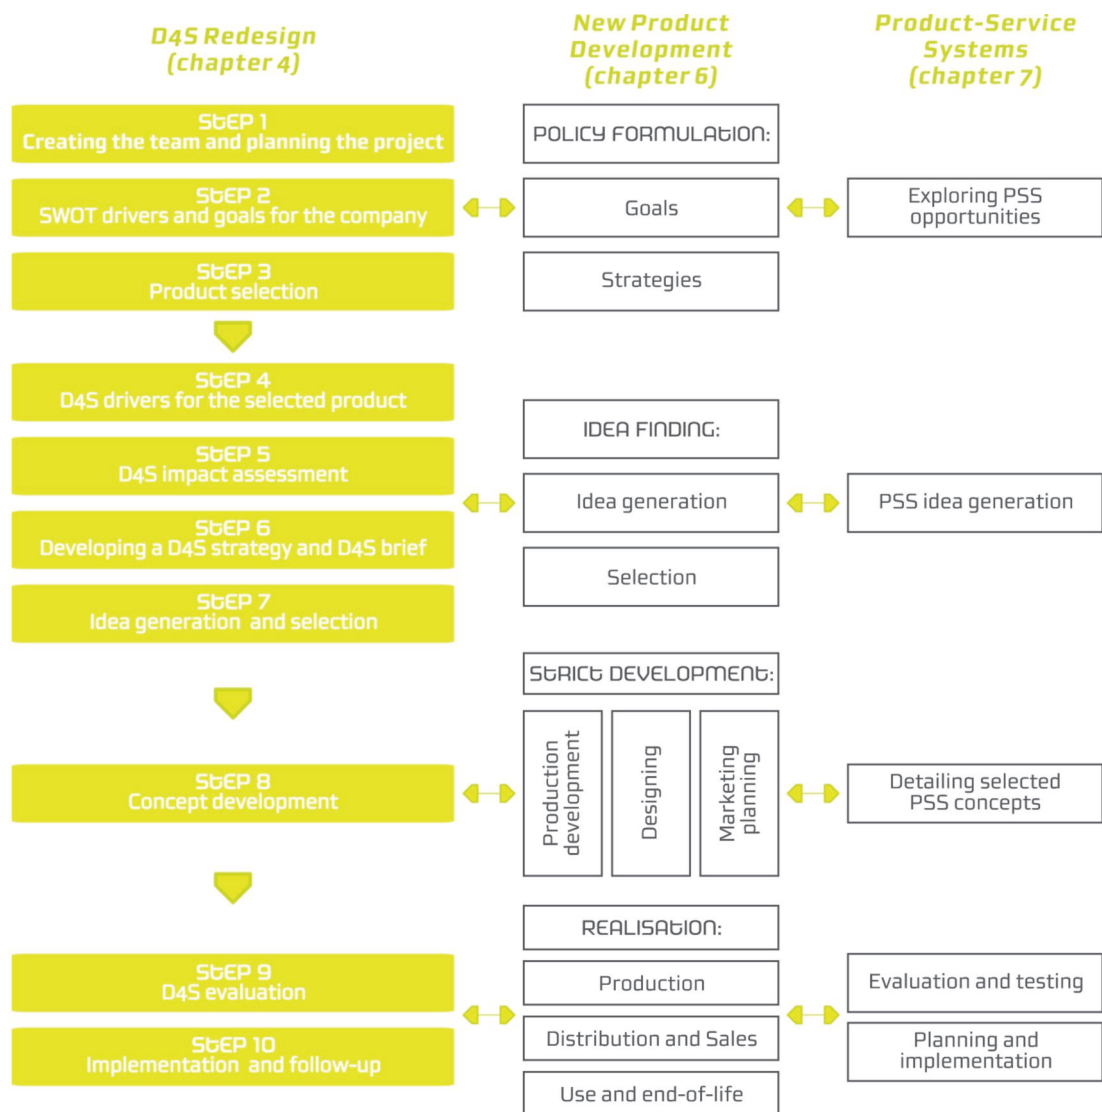 D4S Redesign
(chapter 4)
New Product
Development
(chapter 6)
Product-Service
Systems
(chapter 7)
STEP 1
Creating the team and planning the project
STEP 2
SWOT drivers and goals for the company
STEP 3
Product selection
POLICY FORMULATION:
Goals
Strategies
Exploring PSS
opportunities
STEP 4
D4S drivers for the selected product
STEP 5
D4S impact assessment
STEP 6
Developing a D4S strategy and D4S brief
STEP 7
Idea generation and selection
IDEA FINDING:
Idea generation
Selection
PSS idea generation
STEP 8
Concept development
STRICT DEVELOPMENT:
Production
development
Designing
Marketing
planning
Detailing selected
PSS concepts
STEP 9
D4S evaluation
STEP 10
Implementation and follow-up
REALISATION:
Production
Distribution and Sales
Use and end-of-life
Evaluation and testing
Planning and
implementation